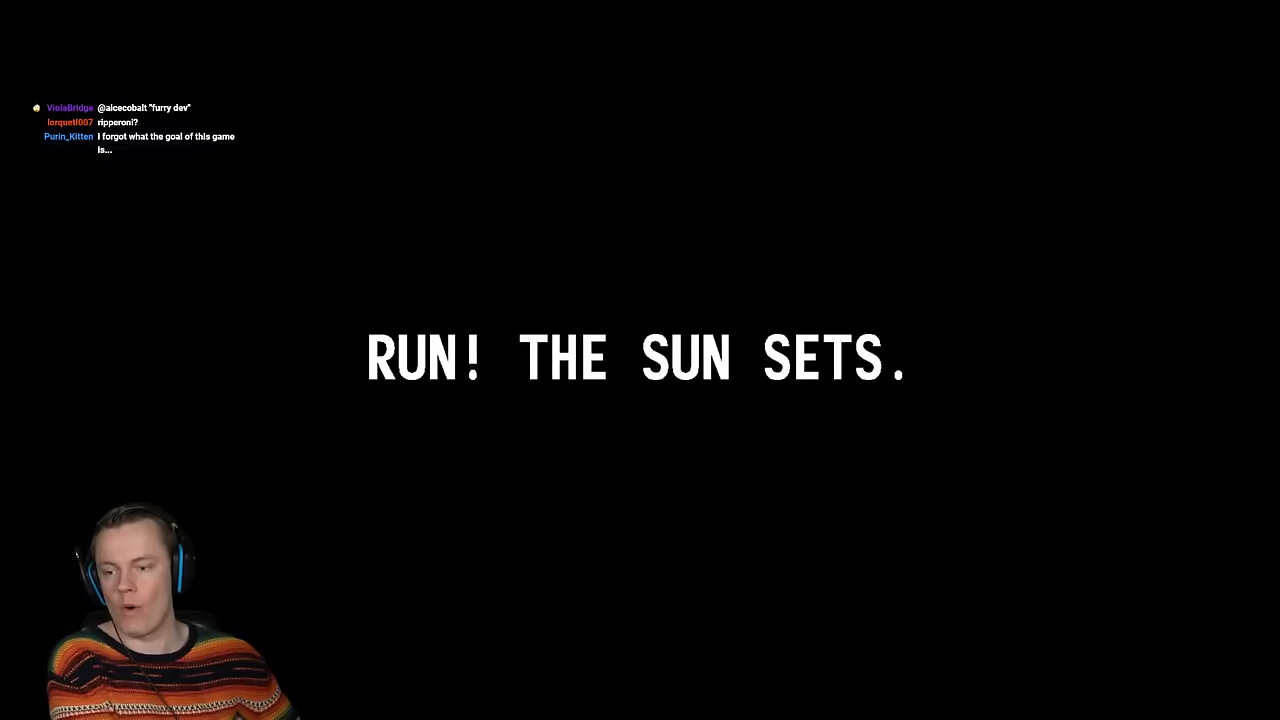 ViolaBridge @alcecobalt "furry dev"
lorquetl007 ripperoni?
Purin_Kitten I forgot what the goal of this game
is...
RUN! THE SUN SETS.